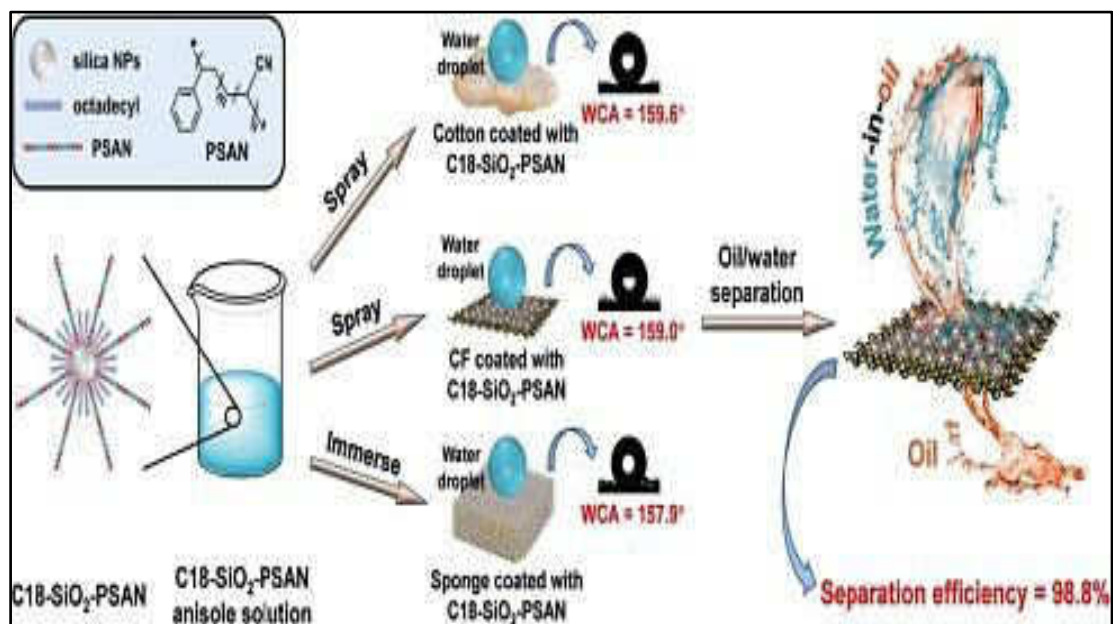 silica NPs
octadecyl
PSAN
CN
PSAN
Spray
Spray
Immerse
C18-SiO₂-PSAN
C18-SiO₂-PSAN
anisole solution
Water
droplet
WCA = 159.6°
Cotton coated with
C18-SiO₂-PSAN
Water
droplet
WCA = 159.0°
CF coated with
C18-SiO₂-PSAN
Water
droplet
WCA = 157.9°
Sponge coated with
C18-SiO₂-PSAN
Oil/water
separation
Water-in-oil
Oil
Separation efficiency = 98.8%